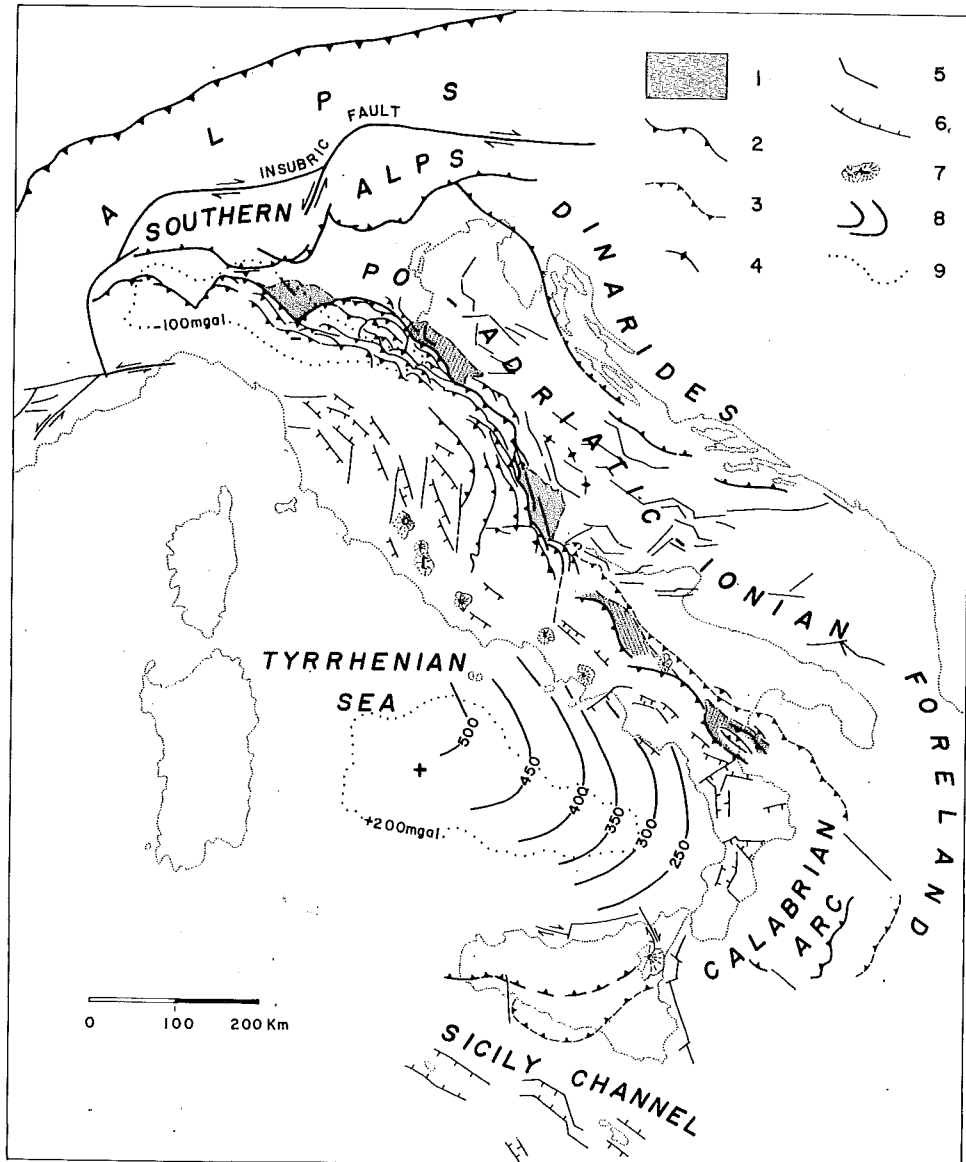 ALPS
INSUBRIC FAULT
SOUTHERN ALPS
DINARIDES
PO - ADRIATIC - IONIAN FORELAND
-100mgal
TYRRHENIAN
SEA
500
450
400
350
300
250
+200mgal.
CALABRIAN
ARC
SICILY CHANNEL
0 100 200 Km
1
2
3
4
5
6
7
8
9